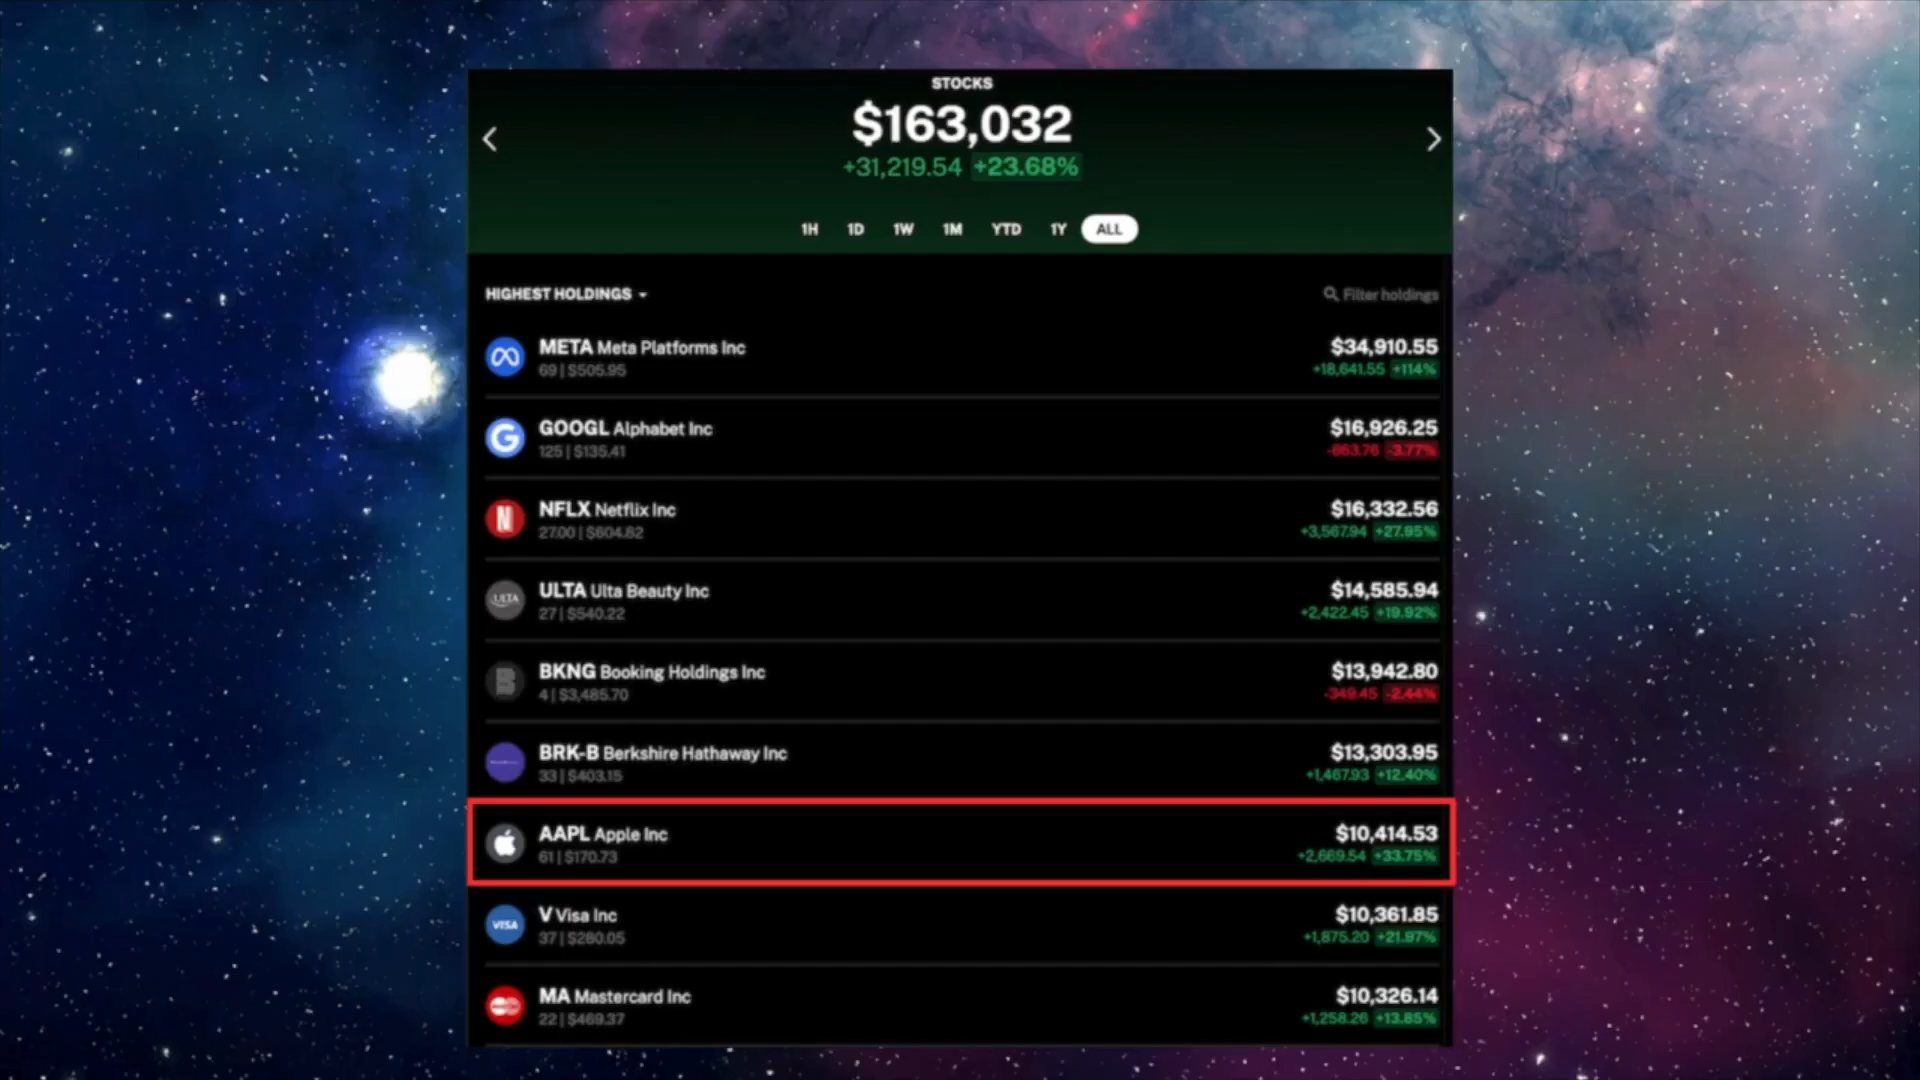 STOCKS
$163,032
+31,219.54 +23.68%
1H 1D 1W 1M YTD 1Y ALL
HIGHEST HOLDINGS
Filter holdings
META Meta Platforms Inc $34,910.55
69 | $505.95 +18,641.55 +114%
GOOGL Alphabet Inc $16,926.25
125 | $135.41 -663.76 -3.77%
NFLX Netflix Inc $16,332.56
27.00 | $604.82 +3,567.94 +27.95%
ULTA
ULTA Ulta Beauty Inc $14,585.94
27 | $540.22 +2,422.45 +19.92%
BKNG Booking Holdings Inc $13,942.80
4 | $3,485.70 -349.45 -2.44%
BRK-B Berkshire Hathaway Inc $13,303.95
33 | $403.15 +1,467.93 +12.40%
AAPL Apple Inc $10,414.53
61 | $170.73 +2,669.54 +33.75%
VISA
V Visa Inc $10,361.85
37 | $280.05 +1,875.20 +21.97%
MA Mastercard Inc $10,326.14
22 | $469.37 +1,258.26 +13.85%